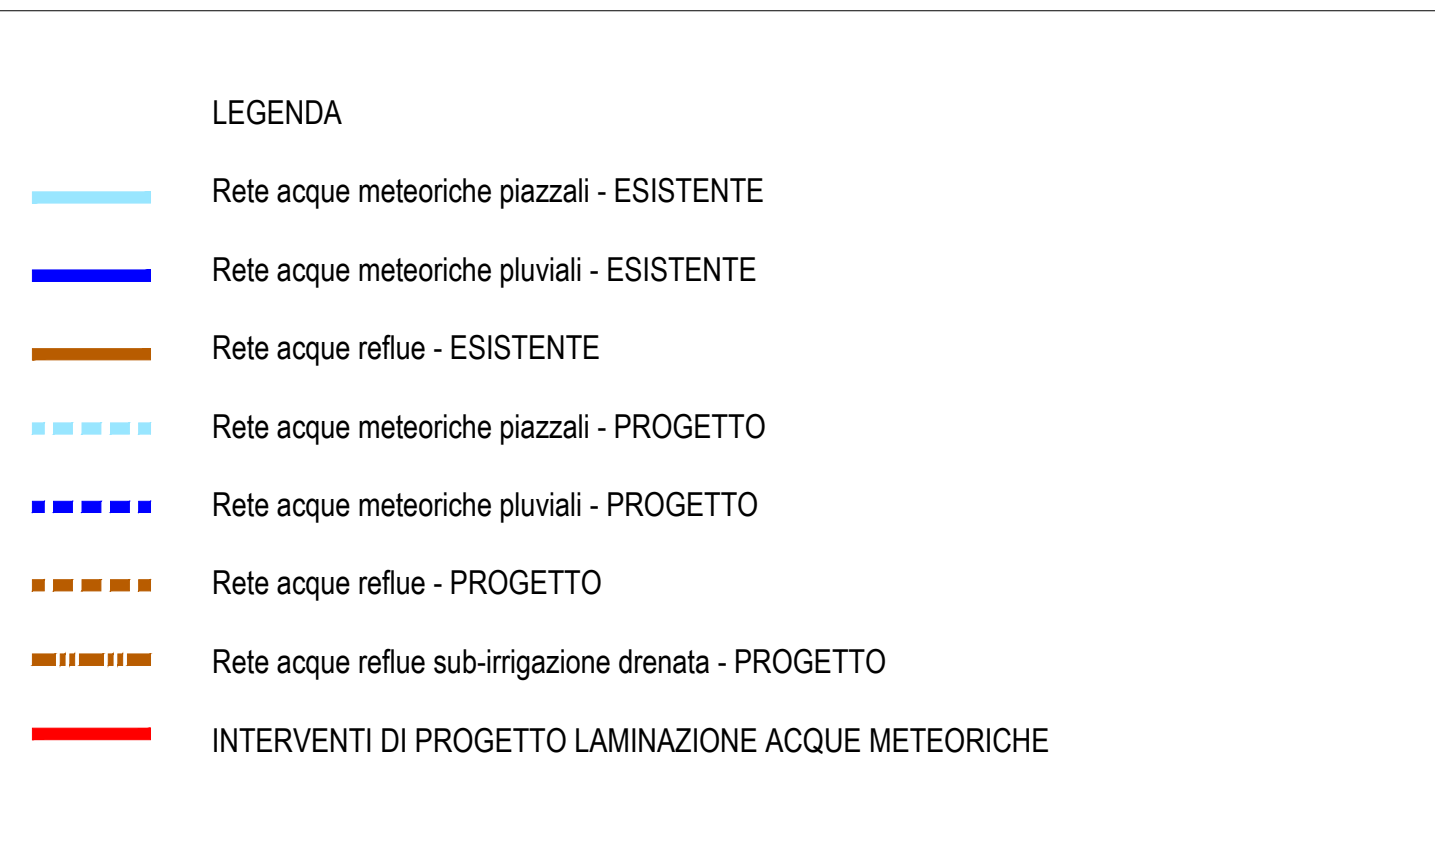 LEGENDA
Rete acque meteoriche piazzali - ESISTENTE
Rete acque meteoriche pluviali - ESISTENTE
Rete acque reflue - ESISTENTE
Rete acque meteoriche piazzali - PROGETTO
Rete acque meteoriche pluviali - PROGETTO
Rete acque reflue - PROGETTO
Rete acque reflue sub-irrigazione drenata - PROGETTO
INTERVENTI DI PROGETTO LAMINAZIONE ACQUE METEORICHE